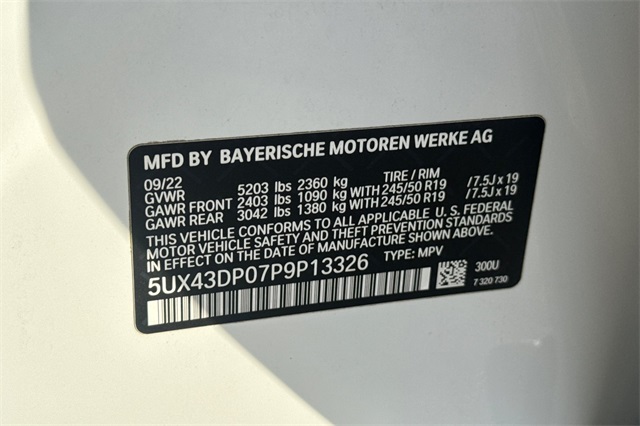 MFD BY BAYERISCHE MOTOREN WERKE AG
09/22 TIRE / RIM
GVWR 5203 lbs 2360 kg
GAWR FRONT 2403 lbs 1090 kg WITH 245/50 R19 /7.5J x 19
GAWR REAR 3042 lbs 1380 kg WITH 245/50 R19 /7.5J x 19
THIS VEHICLE CONFORMS TO ALL APPLICABLE U.S. FEDERAL
MOTOR VEHICLE SAFETY AND THEFT PREVENTION STANDARDS
IN EFFECT ON THE DATE OF MANUFACTURE SHOWN ABOVE.
5UX43DP07P9P13326 TYPE: MPV
300U
7 320 730